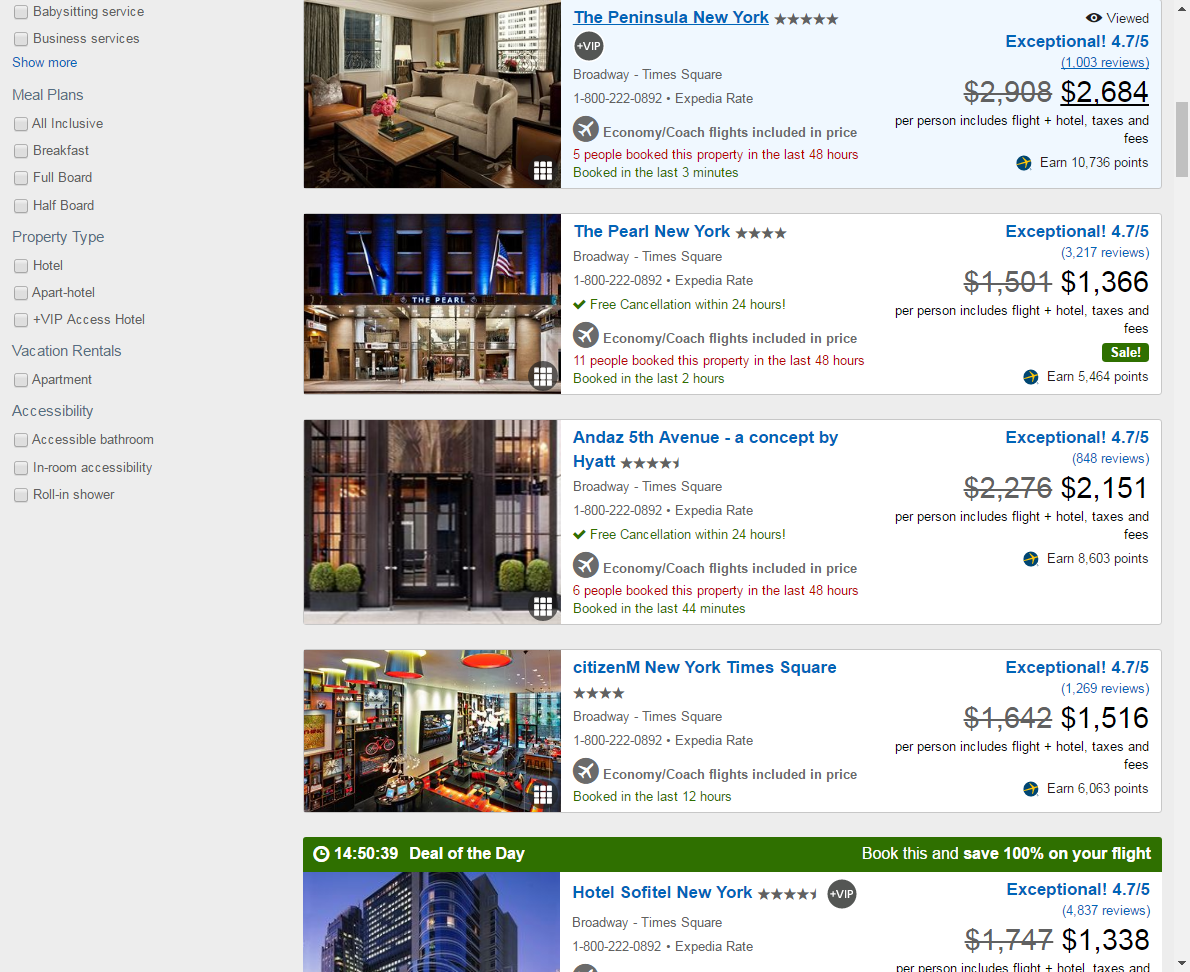 Babysitting service
Business services
Show more
Meal Plans
All Inclusive
Breakfast
Full Board
Half Board
Property Type
Hotel
Apart-hotel
+VIP Access Hotel
Vacation Rentals
Apartment
Accessibility
Accessible bathroom
In-room accessibility
Roll-in shower
The Peninsula New York
+VIP
Broadway - Times Square
1-800-222-0892 • Expedia Rate
Economy/Coach flights included in price
5 people booked this property in the last 48 hours
Booked in the last 3 minutes
Viewed
Exceptional! 4.7/5
(1,003 reviews)
$2,908 $2,684
per person includes flight + hotel, taxes and
fees
Earn 10,736 points
THE PEARL
The Pearl New York
Broadway - Times Square
1-800-222-0892 • Expedia Rate
Free Cancellation within 24 hours!
Economy/Coach flights included in price
11 people booked this property in the last 48 hours
Booked in the last 2 hours
Exceptional! 4.7/5
(3,217 reviews)
$1,501 $1,366
per person includes flight + hotel, taxes and
fees
Sale!
Earn 5,464 points
Andaz 5th Avenue - a concept by
Hyatt
Broadway - Times Square
1-800-222-0892 • Expedia Rate
Free Cancellation within 24 hours!
Economy/Coach flights included in price
6 people booked this property in the last 48 hours
Booked in the last 44 minutes
Exceptional! 4.7/5
(848 reviews)
$2,276 $2,151
per person includes flight + hotel, taxes and
fees
Earn 8,603 points
citizenM New York Times Square
Broadway - Times Square
1-800-222-0892 • Expedia Rate
Economy/Coach flights included in price
Booked in the last 12 hours
Exceptional! 4.7/5
(1,269 reviews)
$1,642 $1,516
per person includes flight + hotel, taxes and
fees
Earn 6,063 points
14:50:39 Deal of the Day
Book this and save 100% on your flight
Hotel Sofitel New York
+VIP
Broadway - Times Square
1-800-222-0892 • Expedia Rate
Exceptional! 4.7/5
(4,837 reviews)
$1,747 $1,338
per person includes flight + hotel, taxes and